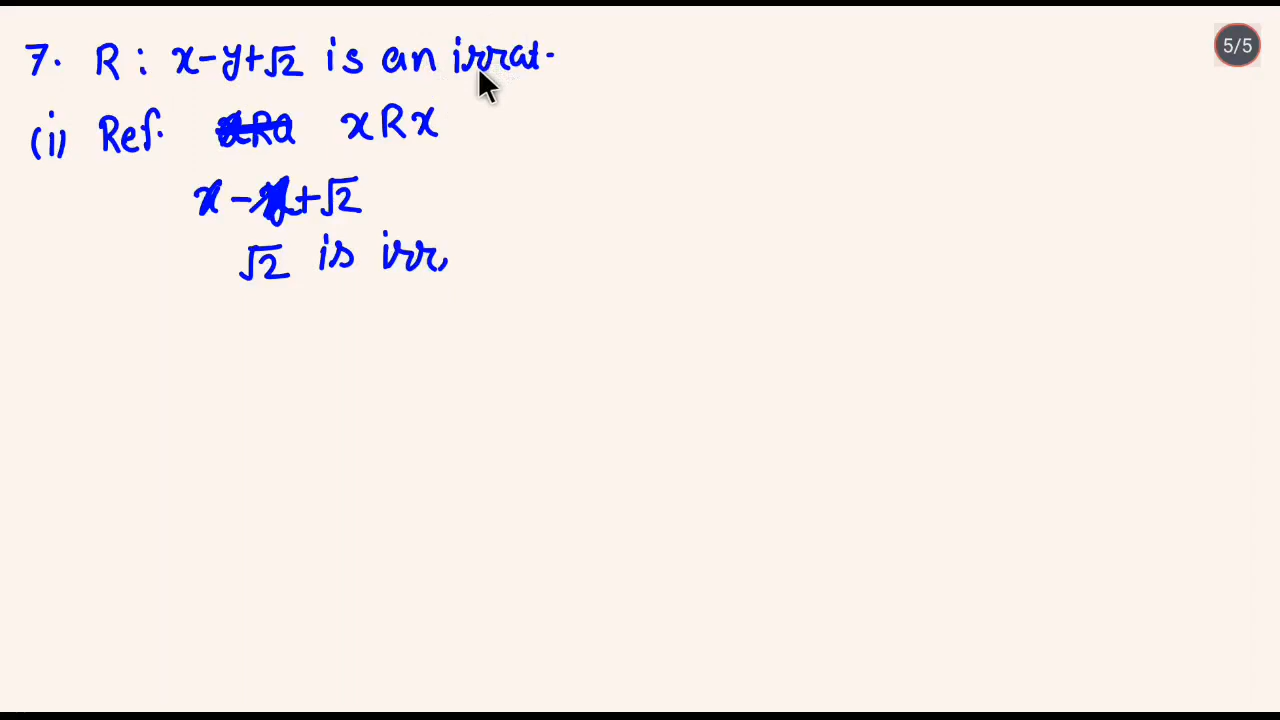 7. R : x-y+√2 is an irrat.
5/5
(i) Ref. xRx
x - x + √2
√2 is irr,